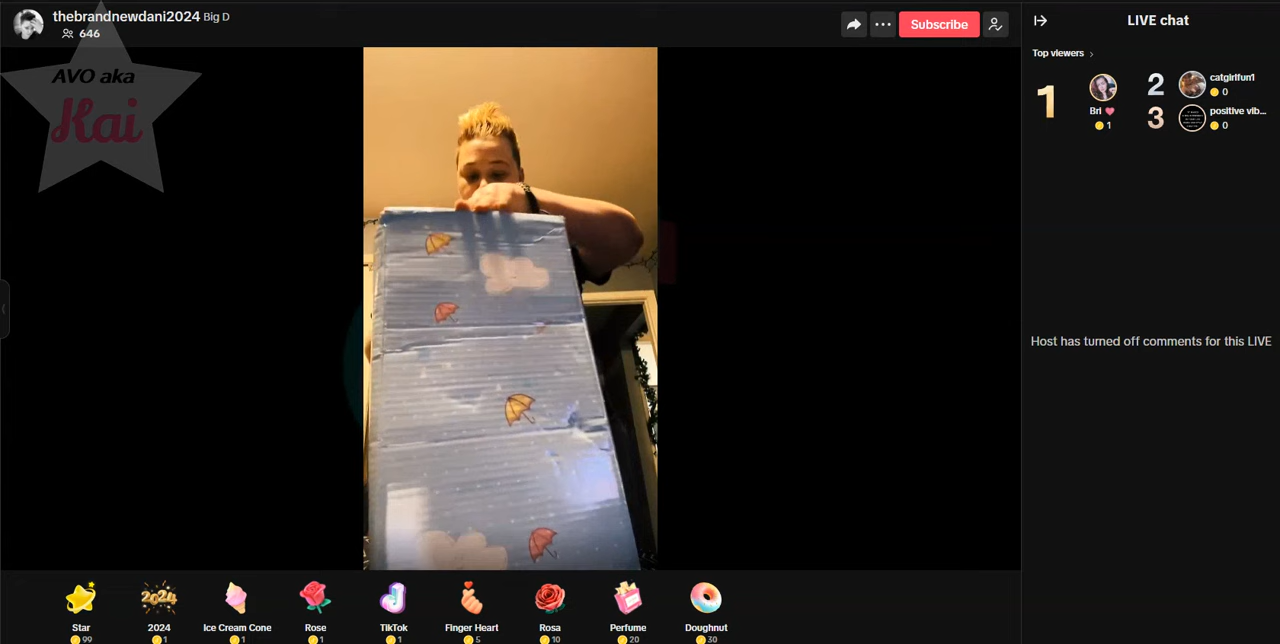 thebrandnewdani2024 Big D
646
Subscribe
LIVE chat
AVO aka
Kai
Top viewers
1
Bri
1
2
catgirlfun1
0
3
positive vib...
0
Host has turned off comments for this LIVE
2024
Star
2024
Ice Cream Cone
Rose
TikTok
Finger Heart
Rosa
Perfume
Doughnut
99
1
1
1
1
5
10
20
30